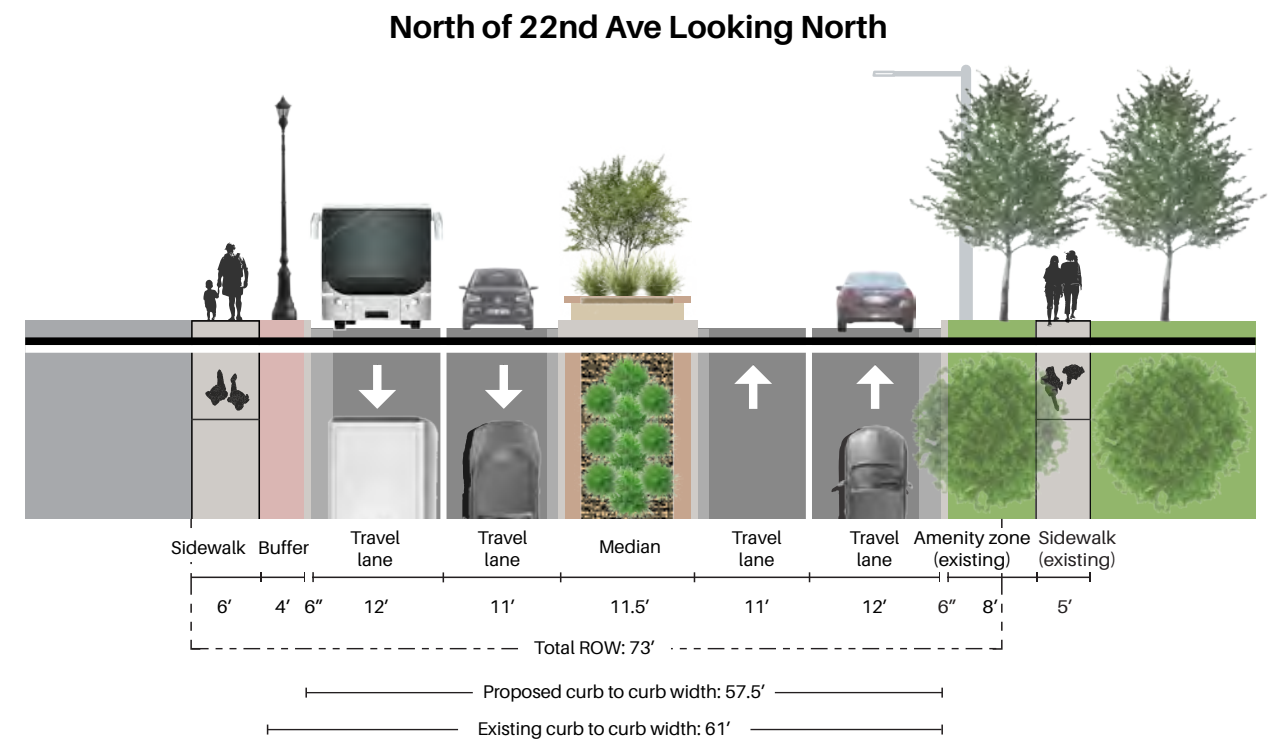 North of 22nd Ave Looking North
Sidewalk
Buffer
Travel
lane
Travel
lane
Median
Travel
lane
Travel
lane
Amenity zone
(existing)
Sidewalk
(existing)
6’ 4’ 6” 12’ 11’ 11.5’ 11’ 12’ 6” 8’ 5’
Total ROW: 73’
Proposed curb to curb width: 57.5’
Existing curb to curb width: 61’